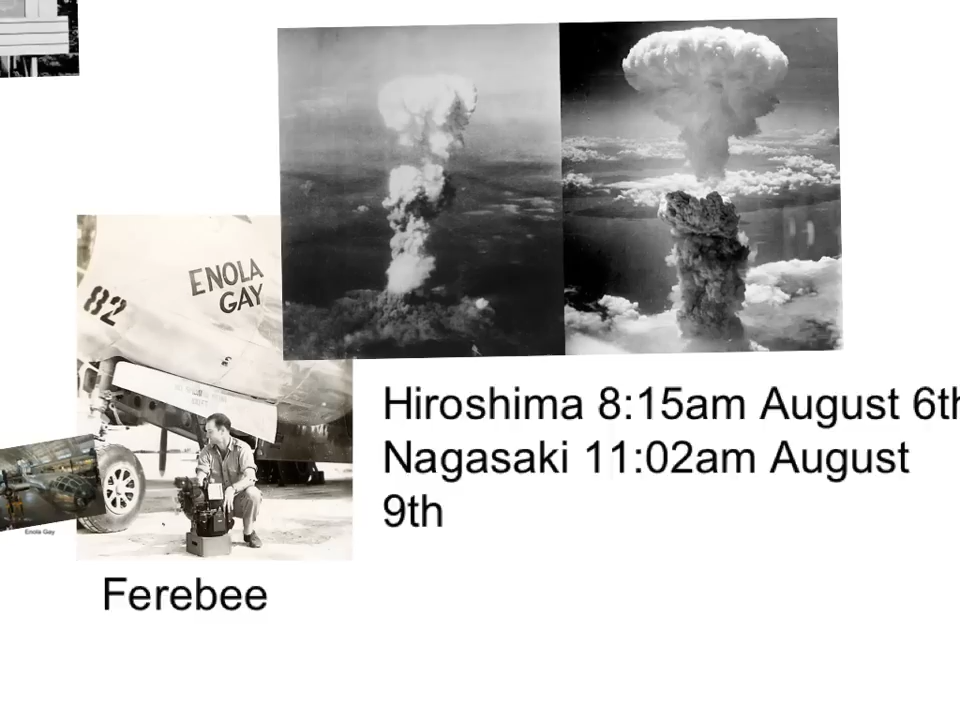 ENOLA
GAY
82
Hiroshima 8:15am August 6th
Nagasaki 11:02am August
9th
Enola Gay
Ferebee